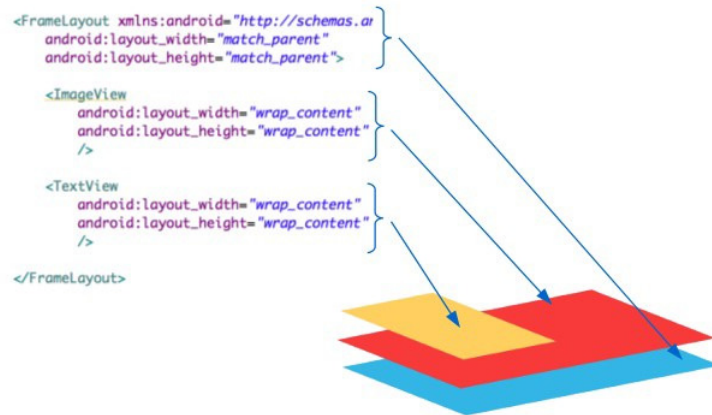 <FrameLayout xmlns:android="http://schemas.ar
android:layout_width="match_parent"
android:layout_height="match_parent">
<ImageView
android:layout_width="wrap_content"
android:layout_height="wrap_content"
/>
<TextView
android:layout_width="wrap_content"
android:layout_height="wrap_content"
/>
</FrameLayout>